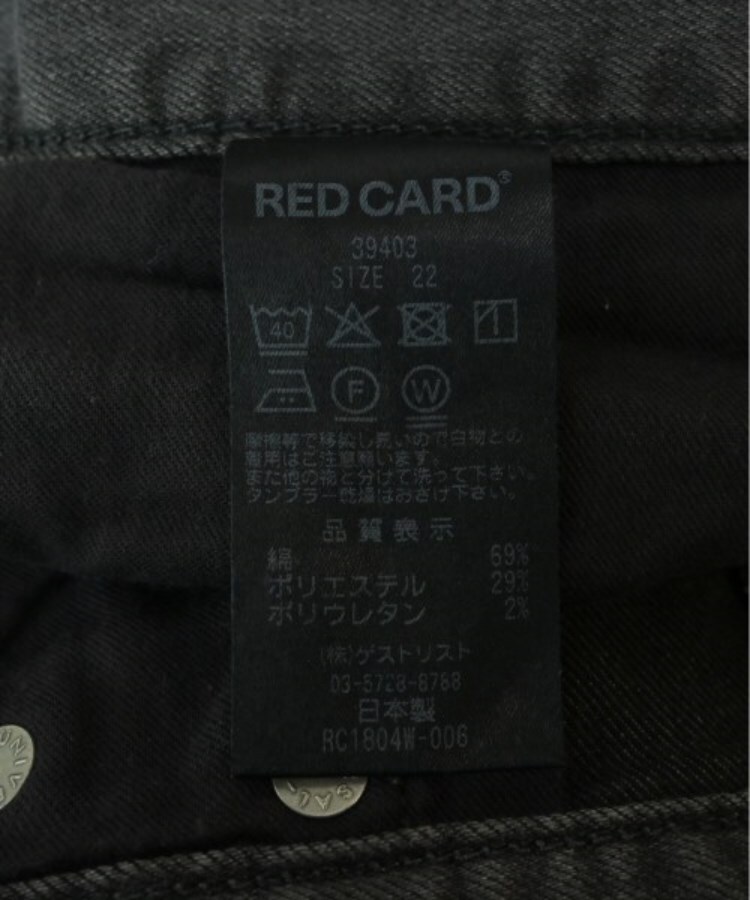 RED CARD®
39403
SIZE 22
40
F W
摩擦等で移染し易いので白物との
着用はご注意願います。
また他の物と分けて洗って下さい。
タンブラー乾燥はおさけ下さい。
品質表示
綿 69%
ポリエステル 29%
ポリウレタン 2%
(株)ゲストリスト
03-5728-8788
日本製
RC1804W-006
UNIVE
SAL